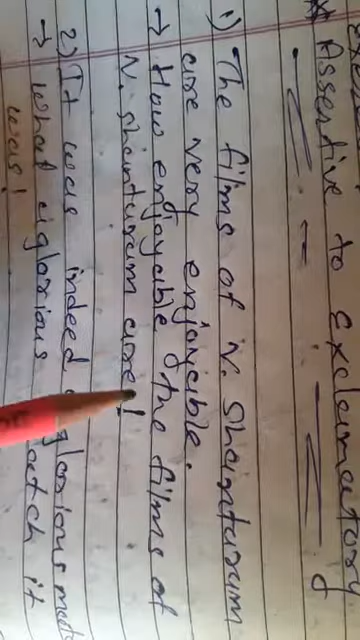 Assertive to Exclamatory
1) The films of V. Shantaram
are very enjoyable.
→ How enjoyable the films of
V. Shantaram are!
2) It was indeed glorious
→ What a glorious match it
was!